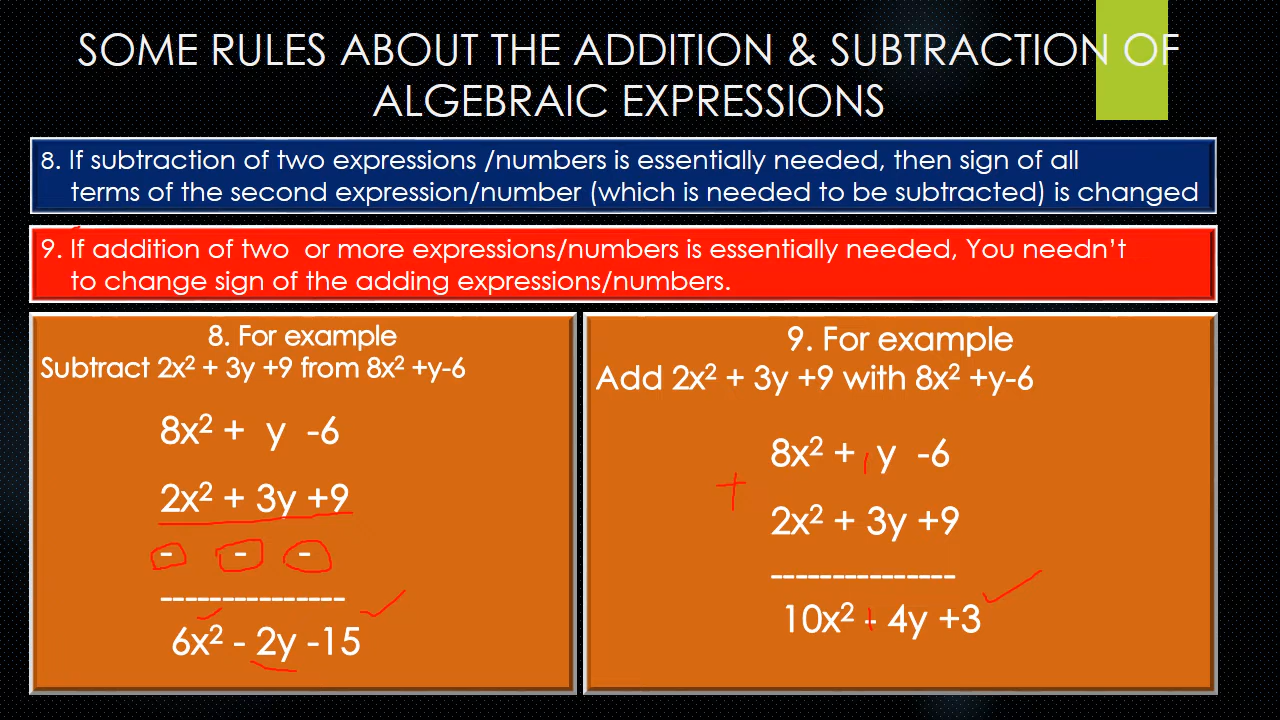 SOME RULES ABOUT THE ADDITION & SUBTRACTION OF
ALGEBRAIC EXPRESSIONS
8. If subtraction of two expressions /numbers is essentially needed, then sign of all
terms of the second expression/number (which is needed to be subtracted) is changed
9. If addition of two or more expressions/numbers is essentially needed, You needn't
to change sign of the adding expressions/numbers.
8. For example
Subtract 2x² + 3y +9 from 8x² +y-6
8x² + y -6
2x² + 3y +9
- - -
---------------
6x² - 2y -15
9. For example
Add 2x² + 3y +9 with 8x² +y-6
8x² + 1 y -6
+
2x² + 3y +9
---------------
10x² + 4y +3